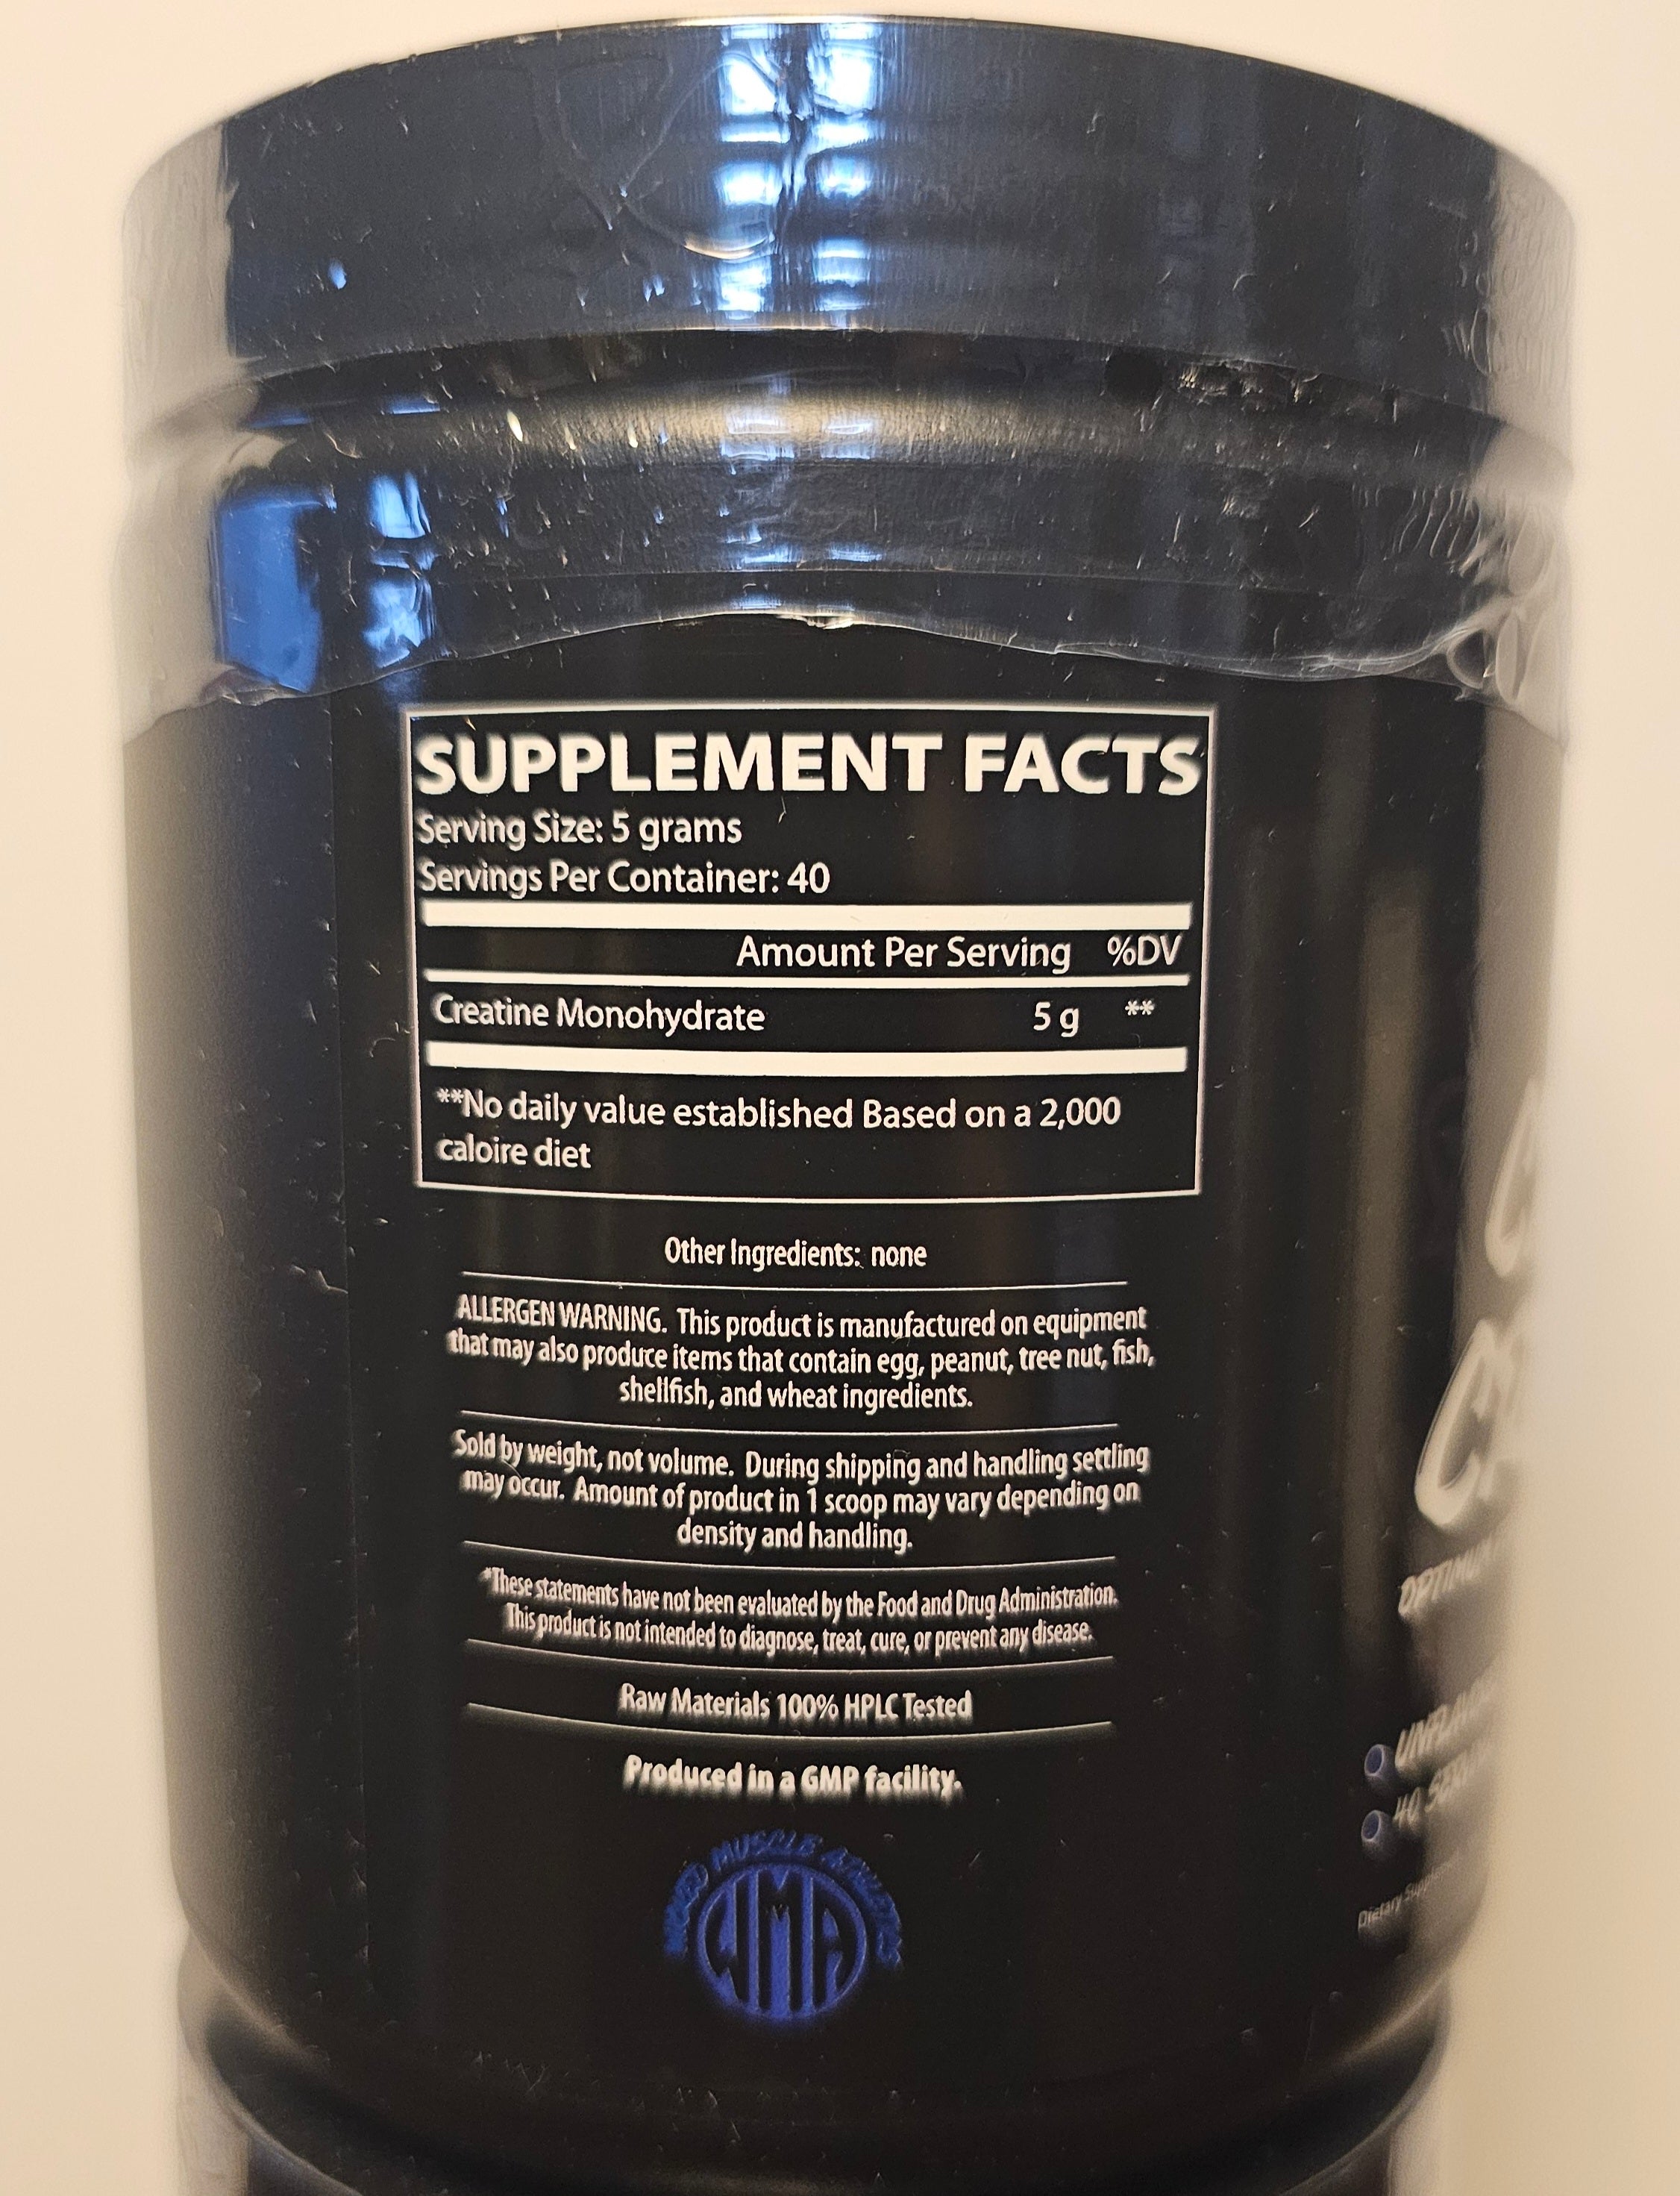 SUPPLEMENT FACTS
Serving Size: 5 grams
Servings Per Container: 40
Amount Per Serving %DV
Creatine Monohydrate 5 g **
**No daily value established Based on a 2,000
caloire diet
Other Ingredients: none
ALLERGEN WARNING. This product is manufactured on equipment
that may also produce items that contain egg, peanut, tree nut, fish,
shellfish, and wheat ingredients.
Sold by weight, not volume. During shipping and handling settling
may occur. Amount of product in 1 scoop may vary depending on
density and handling.
*These statements have not been evaluated by the Food and Drug Administration.
This product is not intended to diagnose, treat, cure, or prevent any disease.
Raw Materials 100% HPLC Tested
Produced in a GMP facility.
MUSCLE
WMA
40
Dietary